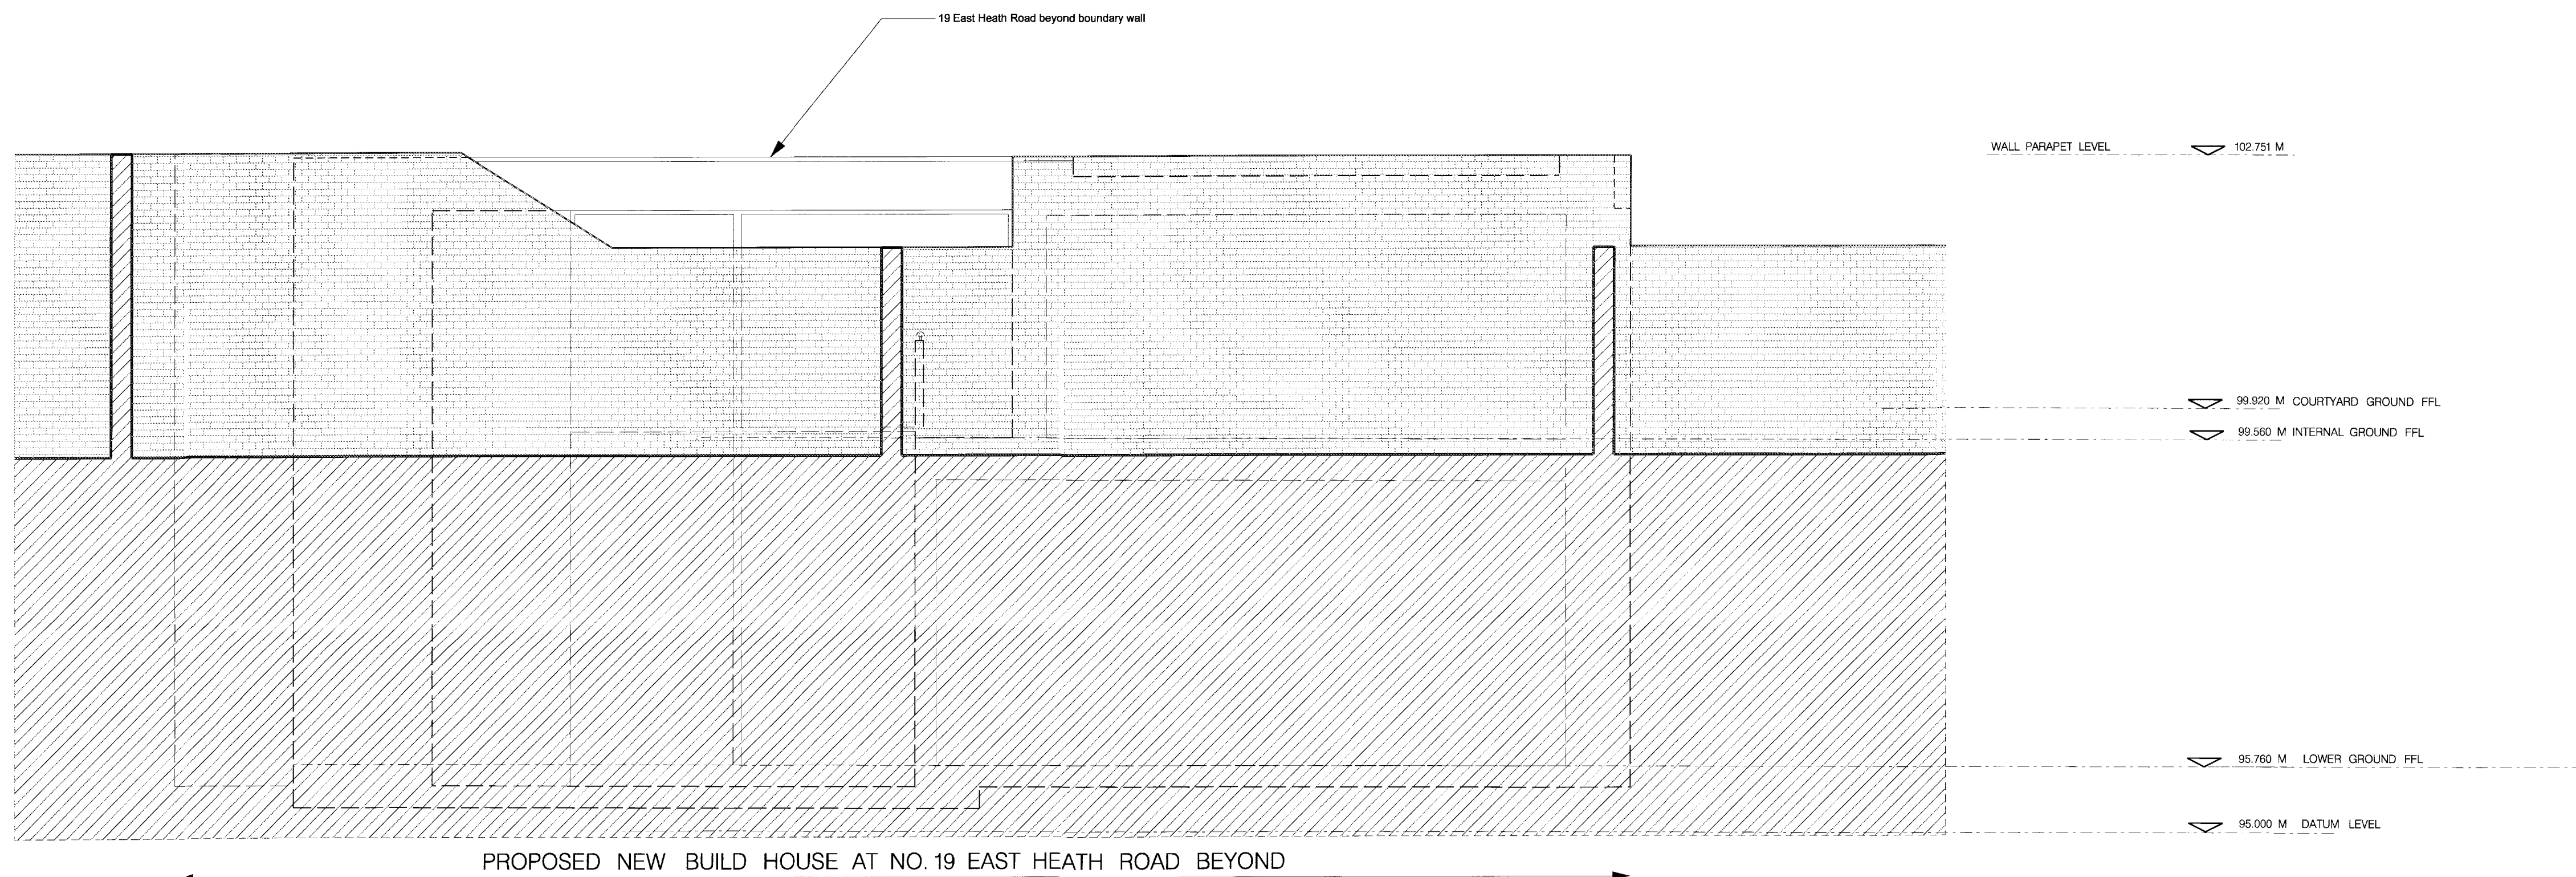 19 East Heath Road beyond boundary wall
WALL PARAPET LEVEL 102.751 M
99.920 M COURTYARD GROUND FFL
99.560 M INTERNAL GROUND FFL
95.760 M LOWER GROUND FFL
95.000 M DATUM LEVEL
PROPOSED NEW BUILD HOUSE AT NO. 19 EAST HEATH ROAD BEYOND